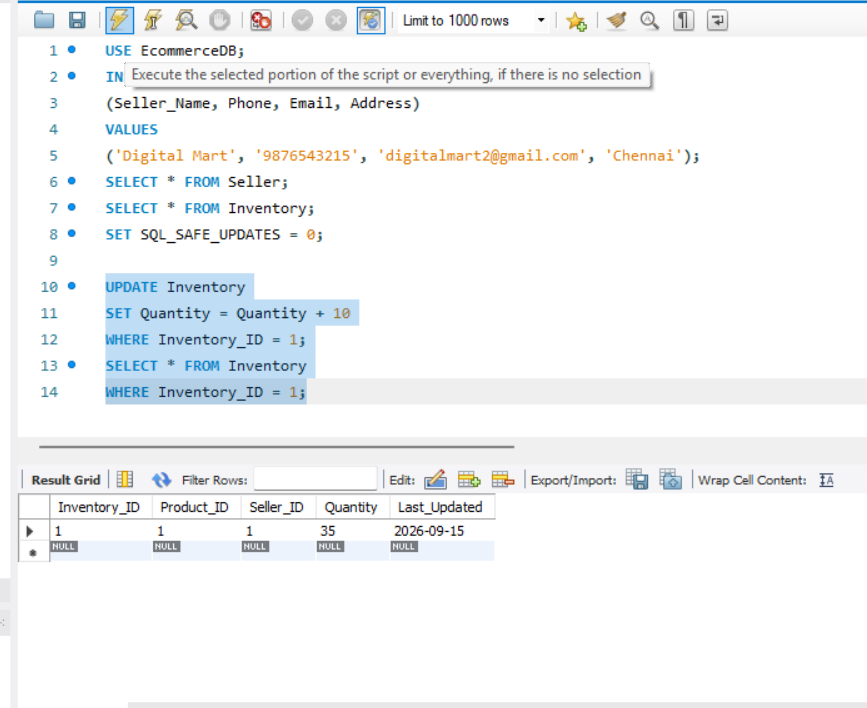 Limit to 1000 rows
1 USE EcommerceDB;
2 IN
Execute the selected portion of the script or everything, if there is no selection
3 (Seller_Name, Phone, Email, Address)
4 VALUES
5 ('Digital Mart', '9876543215', 'digitalmart2@gmail.com', 'Chennai');
6 SELECT * FROM Seller;
7 SELECT * FROM Inventory;
8 SET SQL_SAFE_UPDATES = 0;
9
10 UPDATE Inventory
11 SET Quantity = Quantity + 10
12 WHERE Inventory_ID = 1;
13 SELECT * FROM Inventory
14 WHERE Inventory_ID = 1;
Result Grid Filter Rows: Edit: Export/Import: Wrap Cell Content: IA
Inventory_ID Product_ID Seller_ID Quantity Last_Updated
1 1 1 35 2026-09-15
NULL NULL NULL NULL NULL